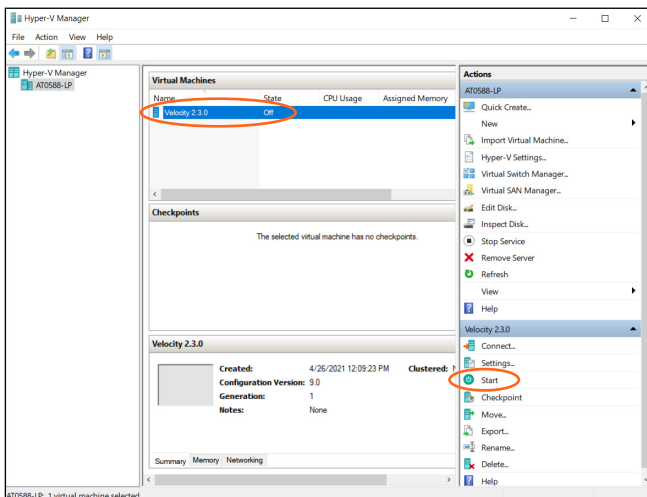 Hyper-V Manager
File Action View Help
Hyper-V Manager
AT0588-LP
Virtual Machines
Name State CPU Usage Assigned Memory
Velocity 2.3.0 Off
Checkpoints
The selected virtual machine has no checkpoints.
Velocity 2.3.0
Created: 4/26/2021 12:09:23 PM Clustered:
Configuration Version: 9.0
Generation: 1
Notes: None
Summary Memory Networking
Actions
AT0588-LP
Quick Create...
New
Import Virtual Machine...
Hyper-V Settings...
Virtual Switch Manager...
Virtual SAN Manager...
Edit Disk...
Inspect Disk...
Stop Service
Remove Server
Refresh
View
Help
Velocity 2.3.0
Connect...
Settings...
Start
Checkpoint
Move...
Export...
Rename...
Delete...
Help
AT0588-LP: 1 virtual machine selected.